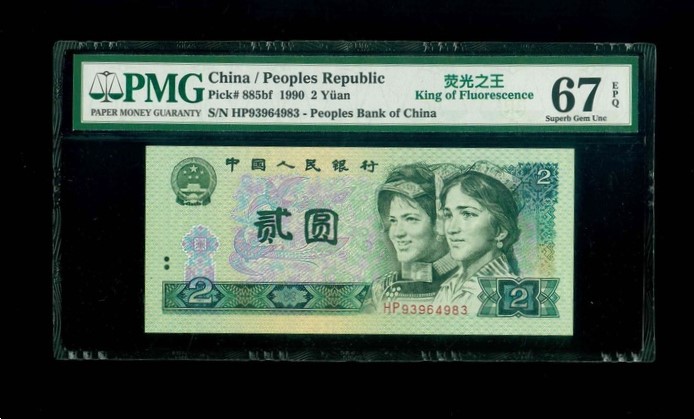 PMG
PAPER MONEY GUARANTY
China / Peoples Republic
Pick# 885bf 1990 2 Yüan
S/N HP93964983 - Peoples Bank of China
荧光之王
King of Fluorescence
67
EPQ
Superb Gem Unc
中国人民银行
2
贰圆
2
2
HP93964983